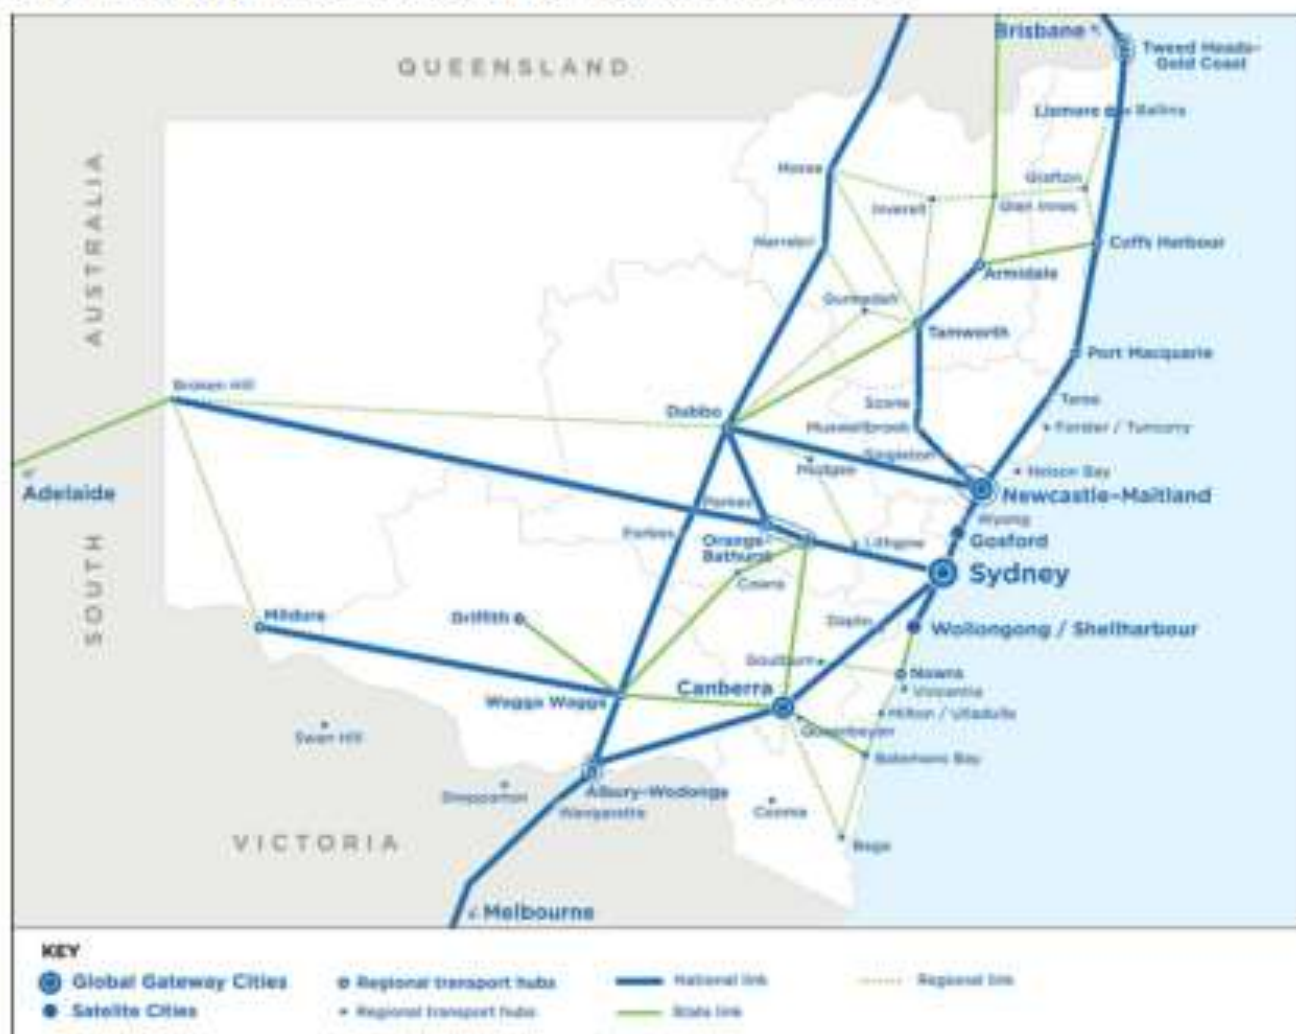 QUEENSLAND
Brisbane
Tweed Heads-
Gold Coast
Lismore
Ballina
AUSTRALIA
Moree
Grafton
Inverell
Glen Innes
Narrabri
Coffs Harbour
Armidale
Gunnedah
Tamworth
Port Macquarie
Broken Hill
Scone
Taree
Dubbo
Muswellbrook
Forster / Tuncurry
Singleton
Mudgee
Nelson Bay
Adelaide
Newcastle-Maitland
Parkes
Wyong
Forbes
Orange-
Bathurst
Lithgow
Gosford
SOUTH
Sydney
Cowra
Mildura
Griffith
Wollongong / Shellharbour
Goulburn
Nowra
Canberra
Vincentia
Wagga Wagga
Milton / Ulladulla
Queanbeyan
Swan Hill
Batemans Bay
Shepparton
Albury-Wodonga
Wangaratta
Cooma
VICTORIA
Bega
Melbourne
KEY
Global Gateway Cities
Regional transport hubs
National link
Regional link
Satelite Cities
Regional transport hubs
State link